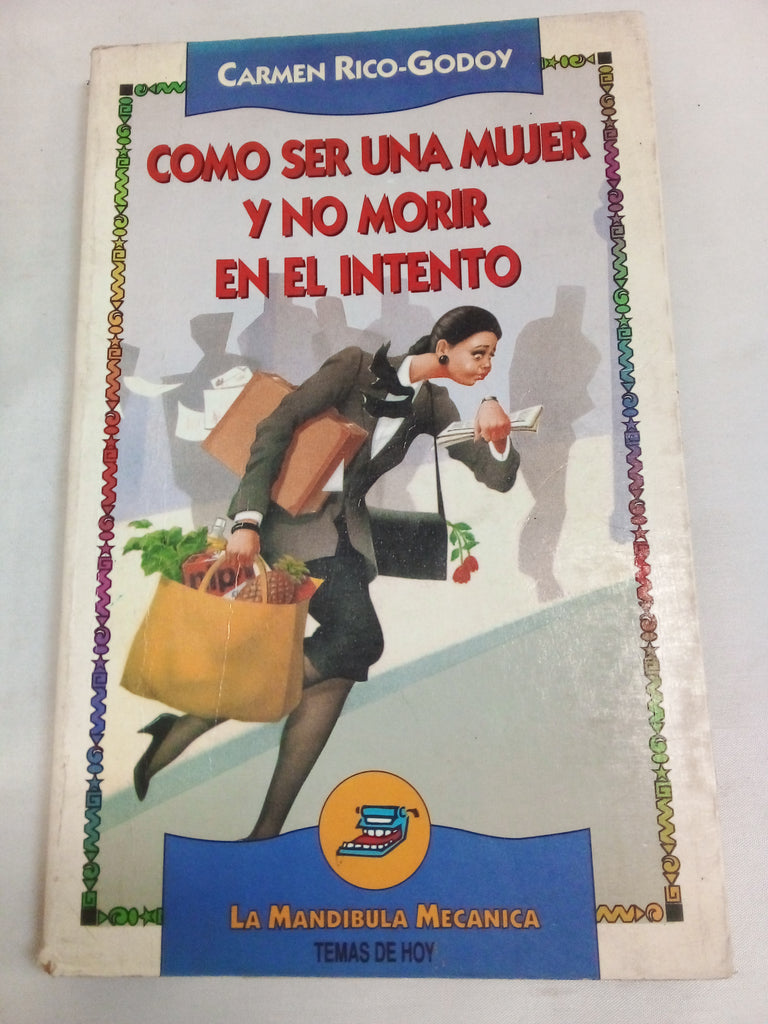 CARMEN RICO-GODOY
COMO SER UNA MUJER
Y NO MORIR
EN EL INTENTO
LA MANDIBULA MECANICA
TEMAS DE HOY